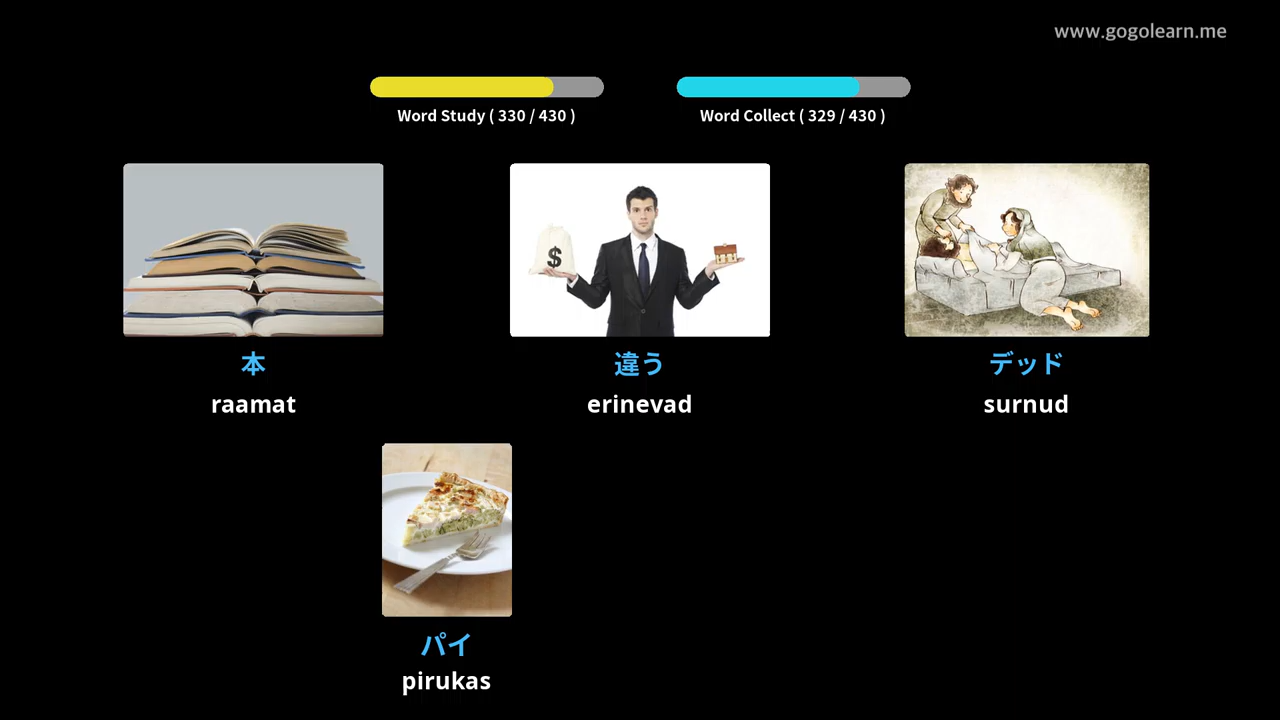 www.gogolearn.me
Word Study ( 330 / 430 )
Word Collect ( 329 / 430 )
$
本
違う
デッド
raamat
erinevad
surnud
パイ
pirukas